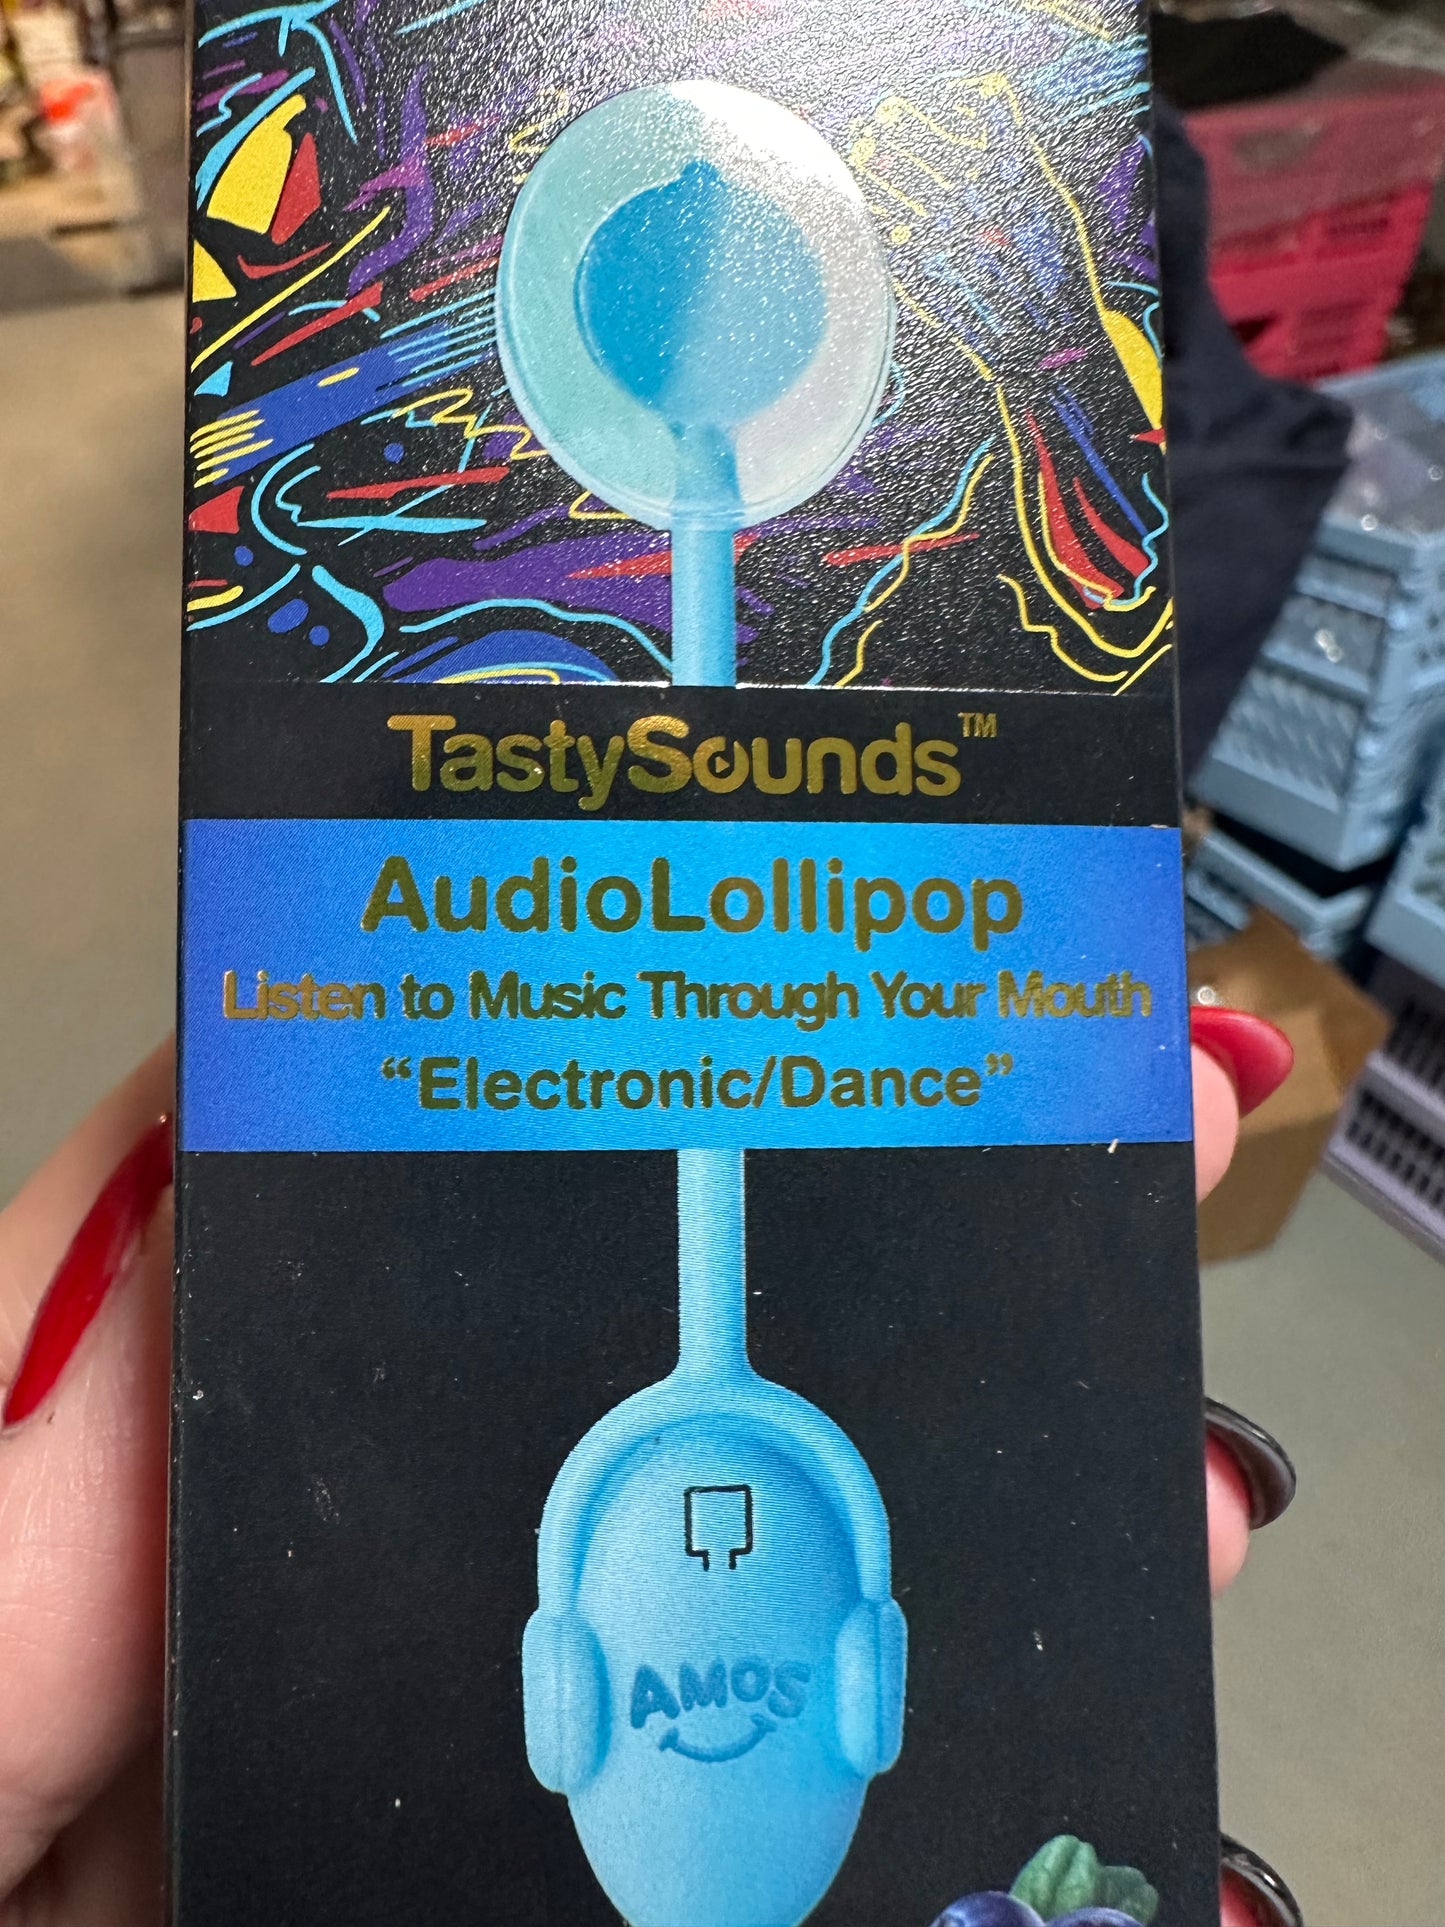 TastySounds™
AudioLollipop
Listen to Music Through Your Mouth
“Electronic/Dance”
AMOS